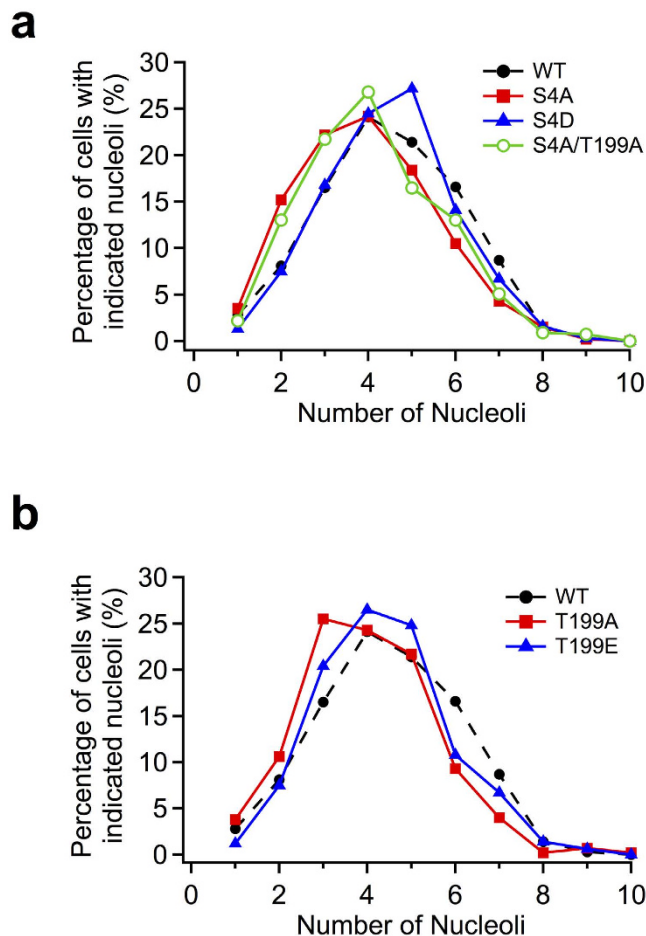 a
Percentage of cells with
indicated nucleoli (%)
30
25
20
15
10
5
0
WT
S4A
S4D
S4A/T199A
0 2 4 6 8 10
Number of Nucleoli
b
Percentage of cells with
indicated nucleoli (%)
30
25
20
15
10
5
0
WT
T199A
T199E
0 2 4 6 8 10
Number of Nucleoli